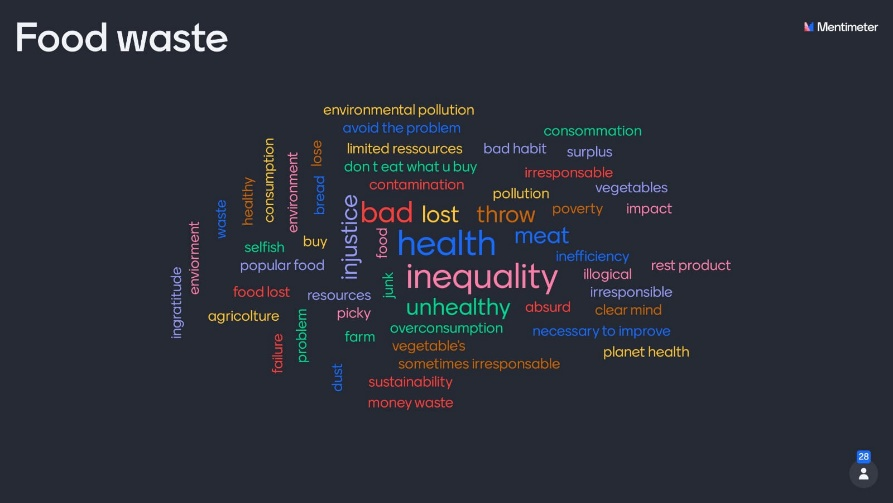 Food waste
Mentimeter
environmental pollution
avoid the problem
consommation
limited ressources
bad habit
surplus
don t eat what u buy
irresponsable
contamination
pollution
vegetables
consumption
environment
lose
healthy
bread
waste
injustice
bad
lost
throw
poverty
impact
selfish
buy
food
health
meat
inefficiency
enviorment
popular food
junk
inequality
illogical
rest product
ingratitude
food lost
resources
irresponsible
agricolture
picky
unhealthy
absurd
clear mind
problem
farm
overconsumption
necessary to improve
failure
vegetable's
planet health
sometimes irresponsable
dust
sustainability
money waste
28